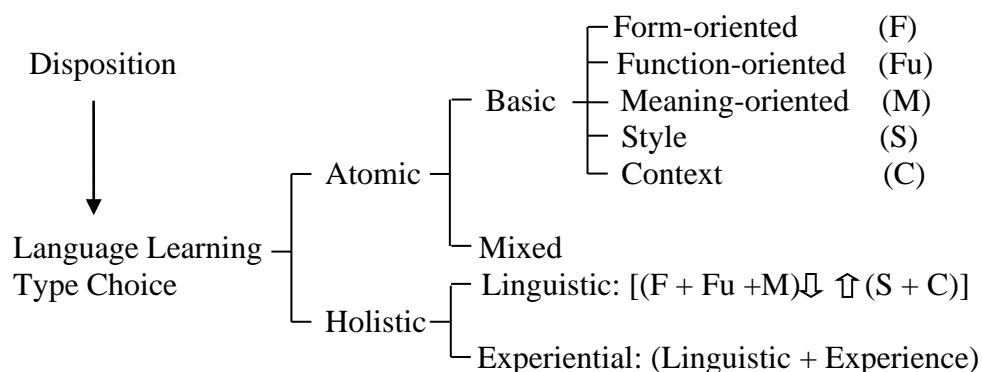 Form-oriented (F)
Disposition
Function-oriented (Fu)
Basic
Meaning-oriented (M)
Style (S)
Atomic
Context (C)
Language Learning
Type Choice
Mixed
Linguistic: [(F + Fu +M)⇩ ⇧(S + C)]
Holistic
Experiential: (Linguistic + Experience)